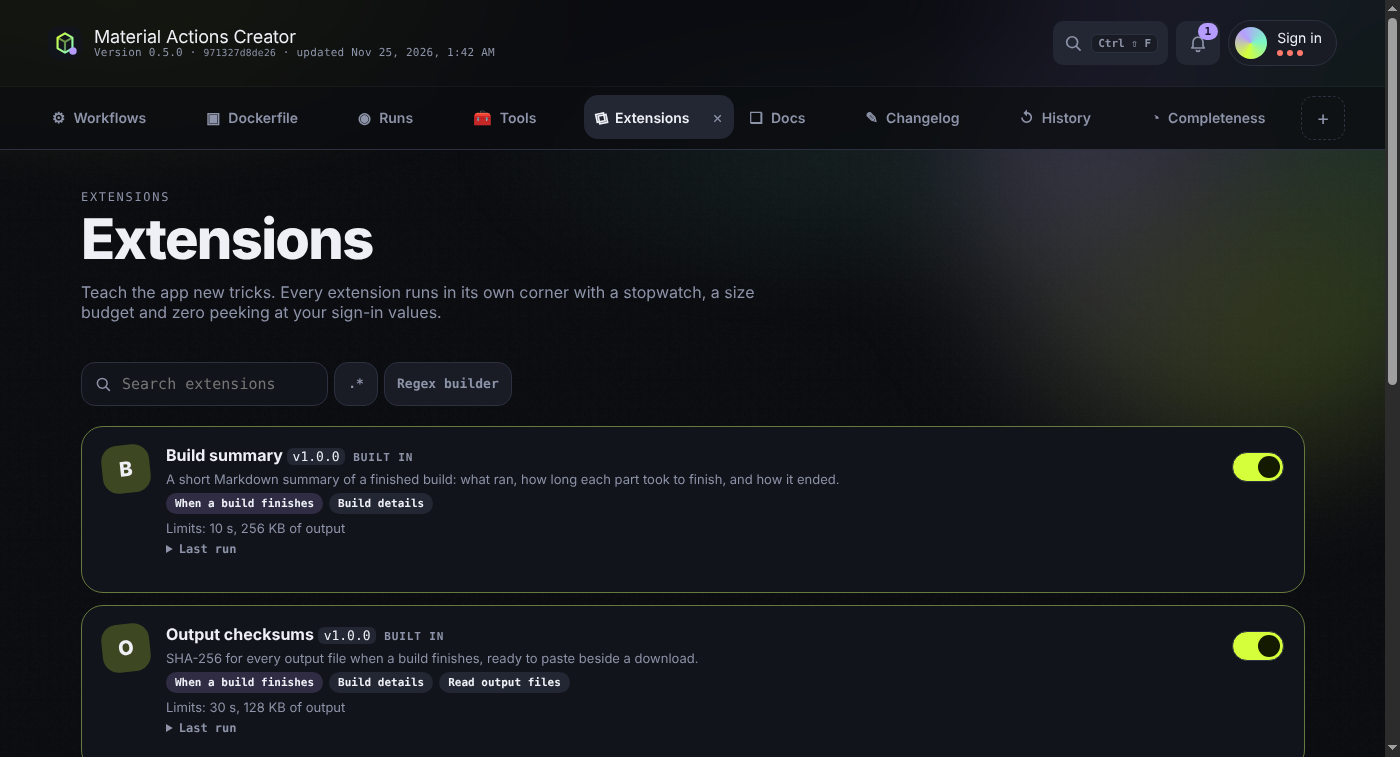 Material Actions Creator
Version 0.5.0 · 971327d8de26 · updated Nov 25, 2026, 1:42 AM
Ctrl ⇧ F
1
Sign in
Workflows
Dockerfile
Runs
Tools
Extensions ×
Docs
Changelog
History
Completeness
+
EXTENSIONS
Extensions
Teach the app new tricks. Every extension runs in its own corner with a stopwatch, a size
budget and zero peeking at your sign-in values.
Search extensions
.*
Regex builder
B
Build summary v1.0.0 BUILT IN
A short Markdown summary of a finished build: what ran, how long each part took to finish, and how it ended.
When a build finishes Build details
Limits: 10 s, 256 KB of output
Last run
O
Output checksums v1.0.0 BUILT IN
SHA-256 for every output file when a build finishes, ready to paste beside a download.
When a build finishes Build details Read output files
Limits: 30 s, 128 KB of output
Last run